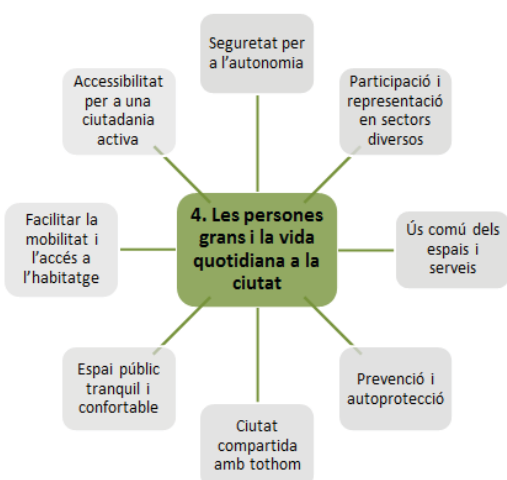 Seguretat per
a l'autonomia
Accessibilitat
per a una
ciutadania
activa
Participació i
representació
en sectors
diversos
Facilitar la
mobilitat i
l'accés a
l'habitatge
4. Les persones
grans i la vida
quotidiana a la
ciutat
Ús comú dels
espais i
serveis
Espai públic
tranquil i
confortable
Prevenció i
autoprotecció
Ciutat
compartida
amb tothom